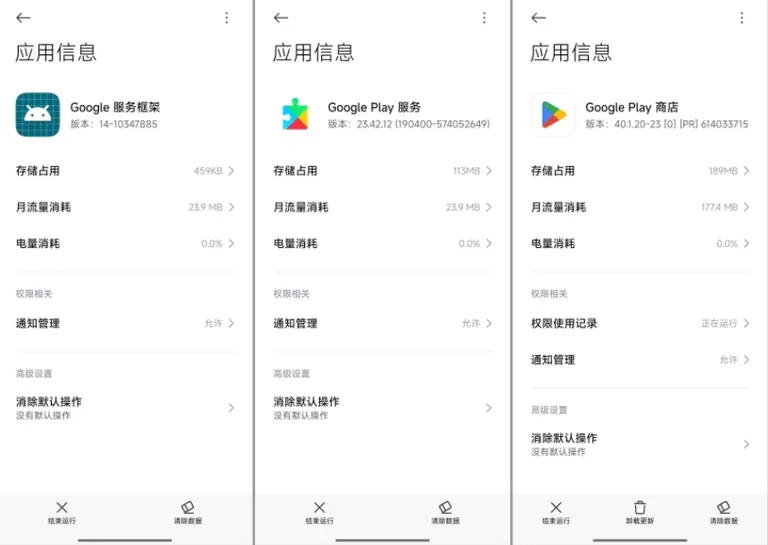 应用信息
Google 服务框架
版本：14-10347885
存储占用 459KB
月流量消耗 23.9 MB
电量消耗 0.0%
权限相关
通知管理 允许
高级设置
消除默认操作
没有默认操作
结束运行 清除数据
应用信息
Google Play 服务
版本：23.42.12 (190400-574052649)
存储占用 113MB
月流量消耗 23.9 MB
电量消耗 0.0%
权限相关
通知管理 允许
高级设置
消除默认操作
没有默认操作
结束运行 清除数据
应用信息
Google Play 商店
版本：40.1.20-23 [0] [PR] 614033715
存储占用 189MB
月流量消耗 177.4 MB
电量消耗 0.0%
权限相关
权限使用记录 正在运行
通知管理 允许
高级设置
消除默认操作
没有默认操作
结束运行 卸载更新 清除数据